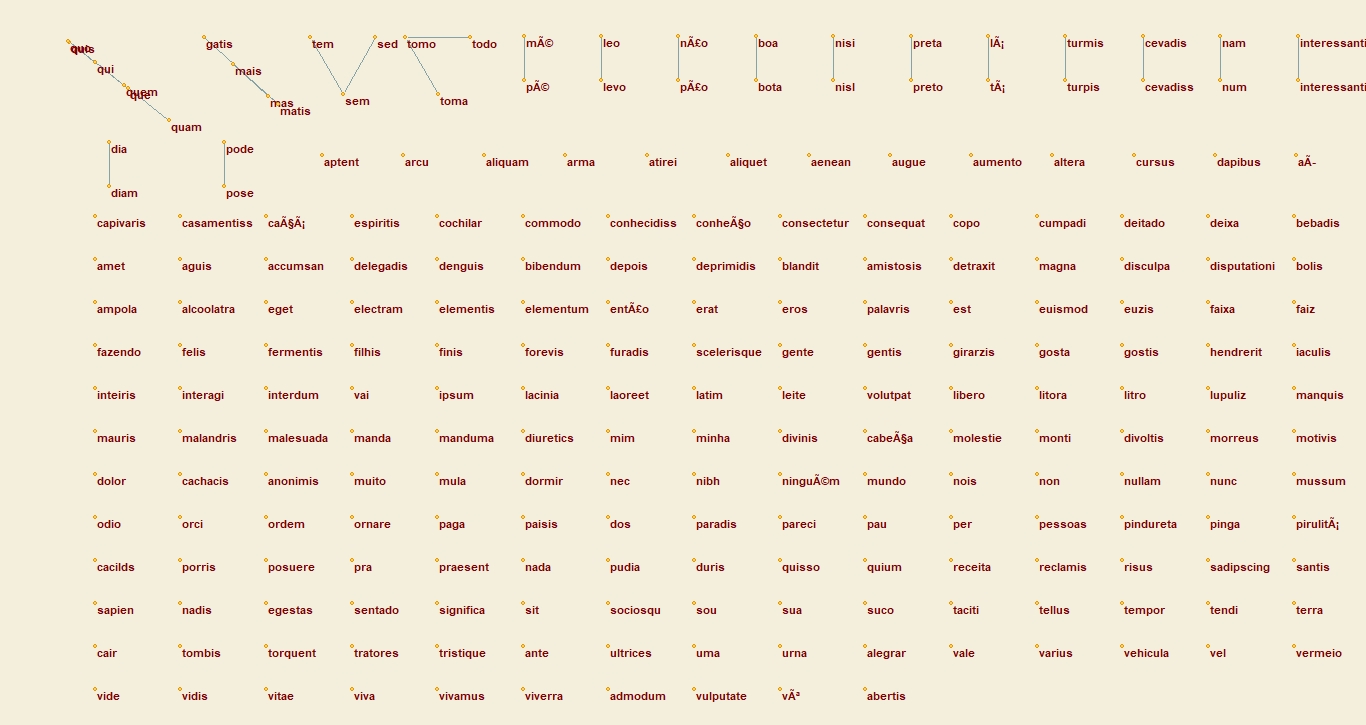 quo quis gatis tem sed tomo todo mÃ© leo nÃ£o boa nisi preta lÃ¡ turmis cevadis nam interessanti
qui mais
quem que mas pÃ© levo pÃ£o bota nisl preto tÃ¡ turpis cevadiss num interessanti
matis sem toma
quam
dia pode
aptent arcu aliquam arma atirei aliquet aenean augue aumento altera cursus dapibus aÃ-
diam pose
capivaris casamentiss caÃ§Ã¡ espiritis cochilar commodo conhecidiss conheÃ§o consectetur consequat copo cumpadi deitado deixa bebadis
amet aguis accumsan delegadis denguis bibendum depois deprimidis blandit amistosis detraxit magna disculpa disputationi bolis
ampola alcoolatra eget electram elementis elementum entÃ£o erat eros palavris est euismod euzis faixa faiz
fazendo felis fermentis filhis finis forevis furadis scelerisque gente gentis girarzis gosta gostis hendrerit iaculis
inteiris interagi interdum vai ipsum lacinia laoreet latim leite volutpat libero litora litro lupuliz manquis
mauris malandris malesuada manda manduma diuretics mim minha divinis cabeÃ§a molestie monti divoltis morreus motivis
dolor cachacis anonimis muito mula dormir nec nibh ninguÃ©m mundo nois non nullam nunc mussum
odio orci ordem ornare paga paisis dos paradis pareci pau per pessoas pindureta pinga pirulitÃ¡
cacilds porris posuere pra praesent nada pudia duris quisso quium receita reclamis risus sadipscing santis
sapien nadis egestas sentado significa sit sociosqu sou sua suco taciti tellus tempor tendi terra
cair tombis torquent tratores tristique ante ultrices uma urna alegrar vale varius vehicula vel vermeio
vide vidis vitae viva vivamus viverra admodum vulputate vÃª abertis